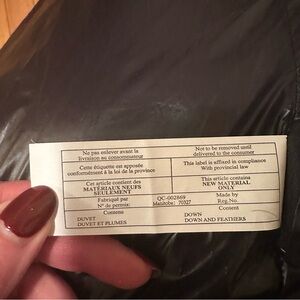 Ne pas enlever avant la
livraison au consommateur
Not to be removed until
delivered to the consumer
Cette étiquette est apposée
conformément à la loi de la province
This label is affixed in compliance
With provincial law
Cet article contient des
MATÉRIAUX NEUFS
SEULEMENT
This article contains
NEW MATERIAL
ONLY
Fabriqué par
N° de permis:
QC-002869
Manitoba: 70327
Made by
Reg.No.
Contenu
Content
DUVET
DUVET ET PLUMES
DOWN
DOWN AND FEATHERS